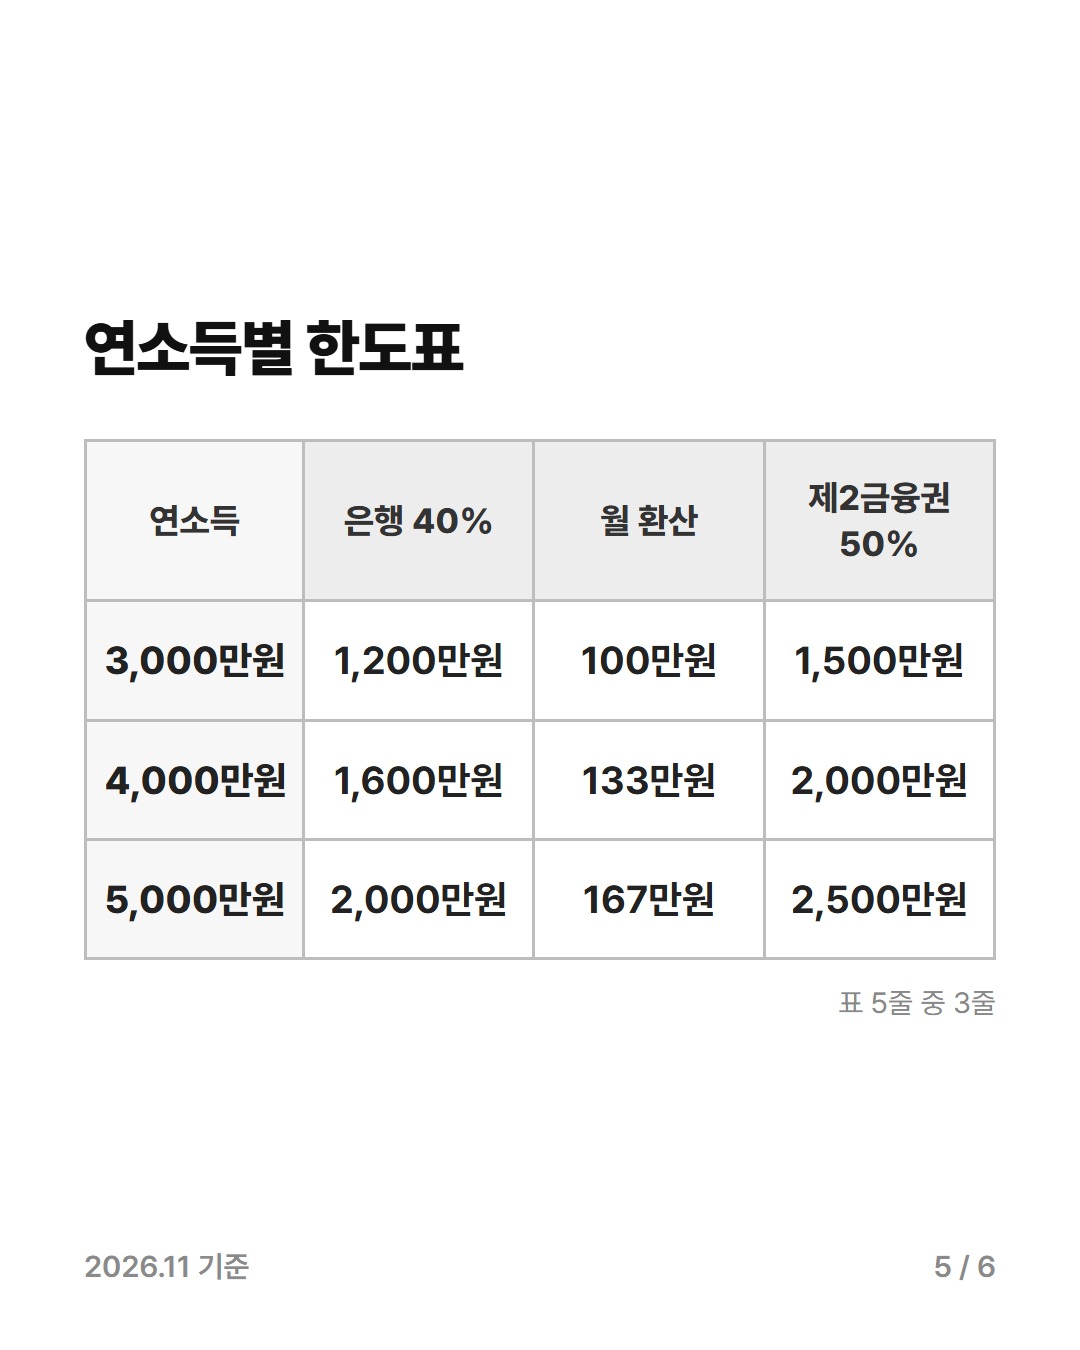 연소득별 한도표
연소득 은행 40% 월 환산 제2금융권 50%
3,000만원 1,200만원 100만원 1,500만원
4,000만원 1,600만원 133만원 2,000만원
5,000만원 2,000만원 167만원 2,500만원
표 5줄 중 3줄
2026.11 기준 5 / 6